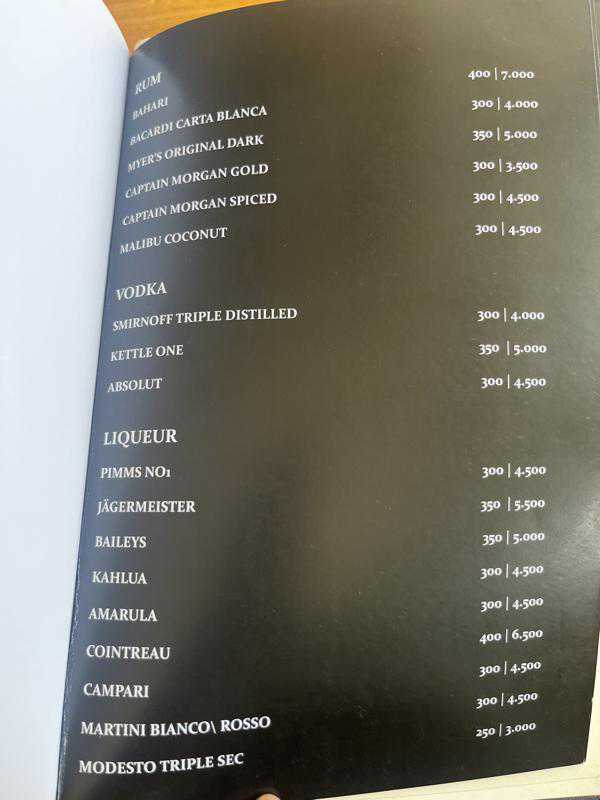 RUM
BAHARI 400 | 7.000
BACARDI CARTA BLANCA 300 | 4.000
MYER'S ORIGINAL DARK 350 | 5.000
CAPTAIN MORGAN GOLD 300 | 3.500
CAPTAIN MORGAN SPICED 300 | 4.500
MALIBU COCONUT 300 | 4.500
VODKA
SMIRNOFF TRIPLE DISTILLED 300 | 4.000
KETTLE ONE 350 | 5.000
ABSOLUT 300 | 4.500
LIQUEUR
PIMMS NO1 300 | 4.500
JÄGERMEISTER 350 | 5.500
BAILEYS 350 | 5.000
KAHLUA 300 | 4.500
AMARULA 300 | 4.500
COINTREAU 400 | 6.500
CAMPARI 300 | 4.500
MARTINI BIANCO\ ROSSO 300 | 4.500
MODESTO TRIPLE SEC 250 | 3.000